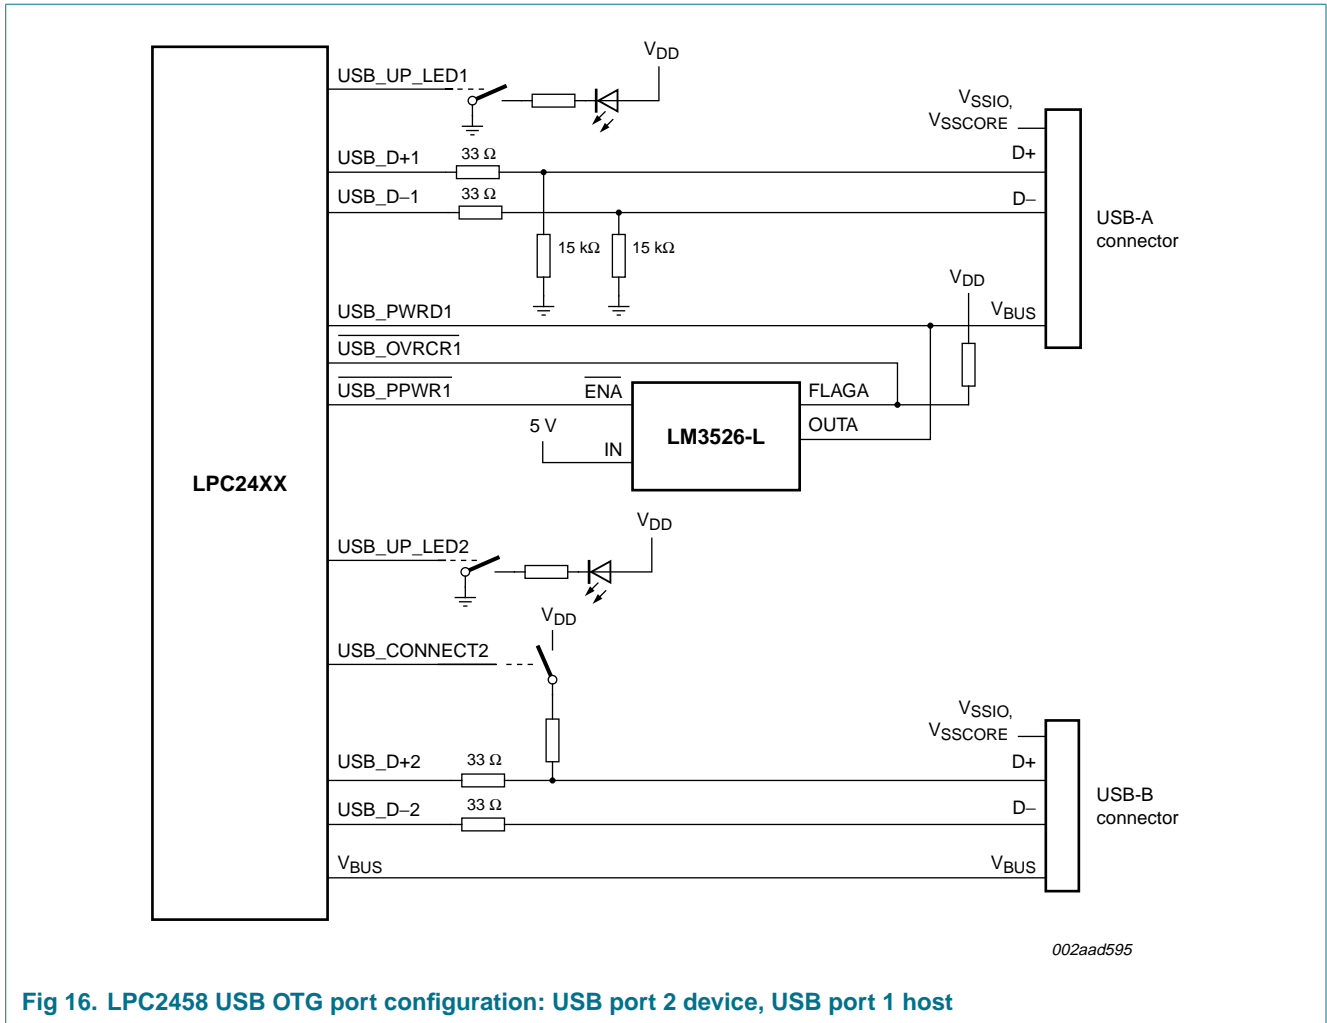 USB_UP_LED1
VDD
VSSIO,
VSSCORE
USB_D+1
33 Ω
D+
USB_D−1
33 Ω
D−
USB-A
connector
15 kΩ
15 kΩ
VDD
USB_PWRD1
VBUS
USB_OVRCR1
USB_PPWR1
ENA
FLAGA
5 V
OUTA
LM3526-L
IN
LPC24XX
VDD
USB_UP_LED2
VDD
USB_CONNECT2
VSSIO,
VSSCORE
USB_D+2
33 Ω
D+
USB_D−2
33 Ω
D−
USB-B
connector
VBUS
VBUS
002aad595
Fig 16. LPC2458 USB OTG port configuration: USB port 2 device, USB port 1 host